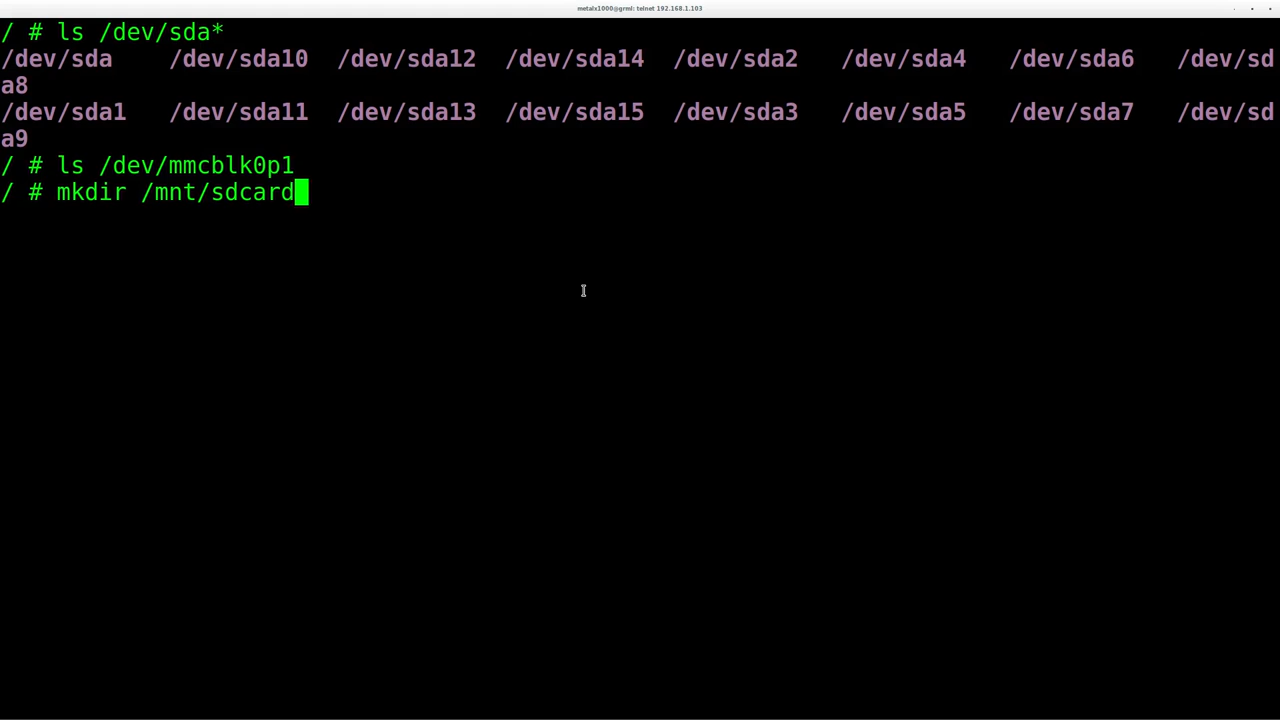 metalx1000@grml: telnet 192.168.1.103
/ # ls /dev/sda*
/dev/sda    /dev/sda10  /dev/sda12  /dev/sda14  /dev/sda2   /dev/sda4   /dev/sda6   /dev/sd
a8
/dev/sda1   /dev/sda11  /dev/sda13  /dev/sda15  /dev/sda3   /dev/sda5   /dev/sda7   /dev/sd
a9
/ # ls /dev/mmcblk0p1
/ # mkdir /mnt/sdcard